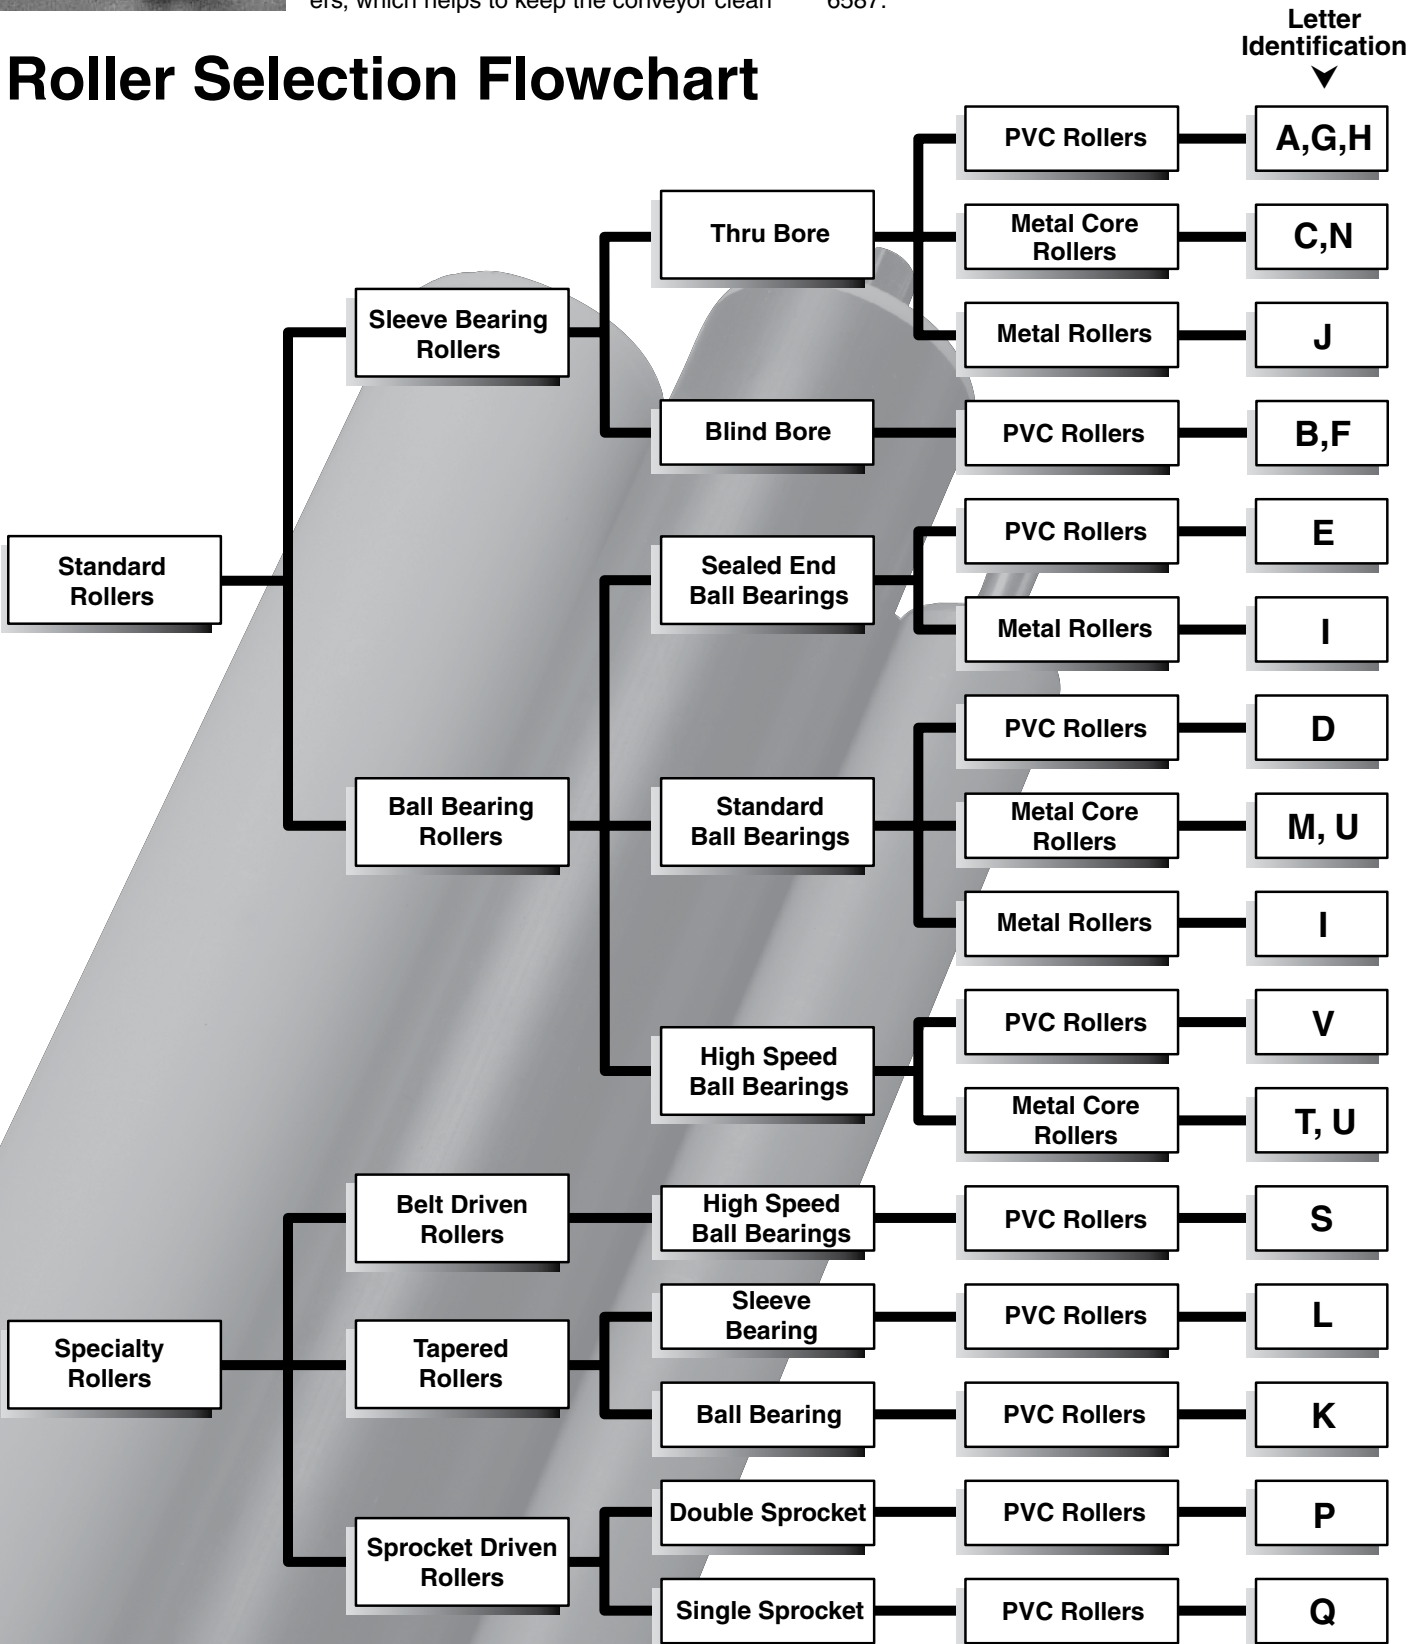 ers, which helps to keep the conveyor clean
6587.
Letter
Identification
Roller Selection Flowchart
PVC Rollers
A,G,H
Thru Bore
Metal Core
Rollers
C,N
Sleeve Bearing
Rollers
Metal Rollers
J
Blind Bore
PVC Rollers
B,F
Standard
Rollers
Sealed End
Ball Bearings
PVC Rollers
E
Metal Rollers
I
Ball Bearing
Rollers
Standard
Ball Bearings
PVC Rollers
D
Metal Core
Rollers
M, U
Metal Rollers
I
High Speed
Ball Bearings
PVC Rollers
V
Metal Core
Rollers
T, U
Specialty
Rollers
Belt Driven
Rollers
High Speed
Ball Bearings
PVC Rollers
S
Tapered
Rollers
Sleeve
Bearing
PVC Rollers
L
Ball Bearing
PVC Rollers
K
Sprocket Driven
Rollers
Double Sprocket
PVC Rollers
P
Single Sprocket
PVC Rollers
Q